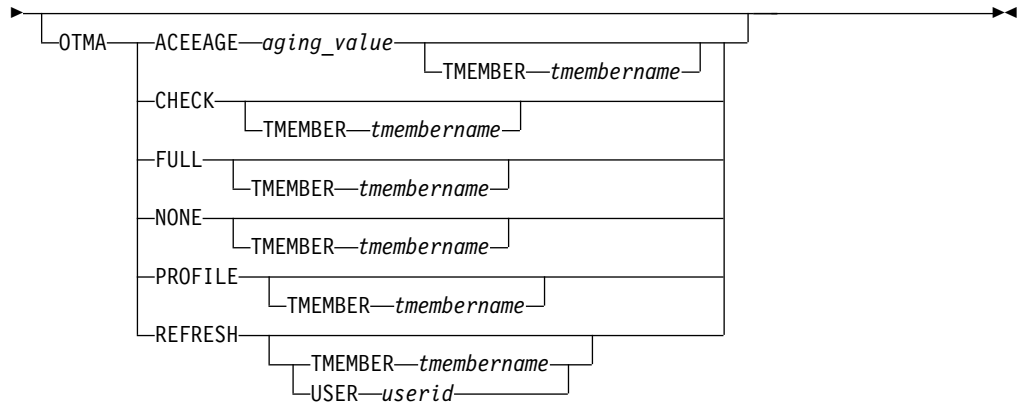 OTMA ACEEAGE aging_value
TMEMBER tmembername
CHECK
TMEMBER tmembername
FULL
TMEMBER tmembername
NONE
TMEMBER tmembername
PROFILE
TMEMBER tmembername
REFRESH
TMEMBER tmembername
USER userid